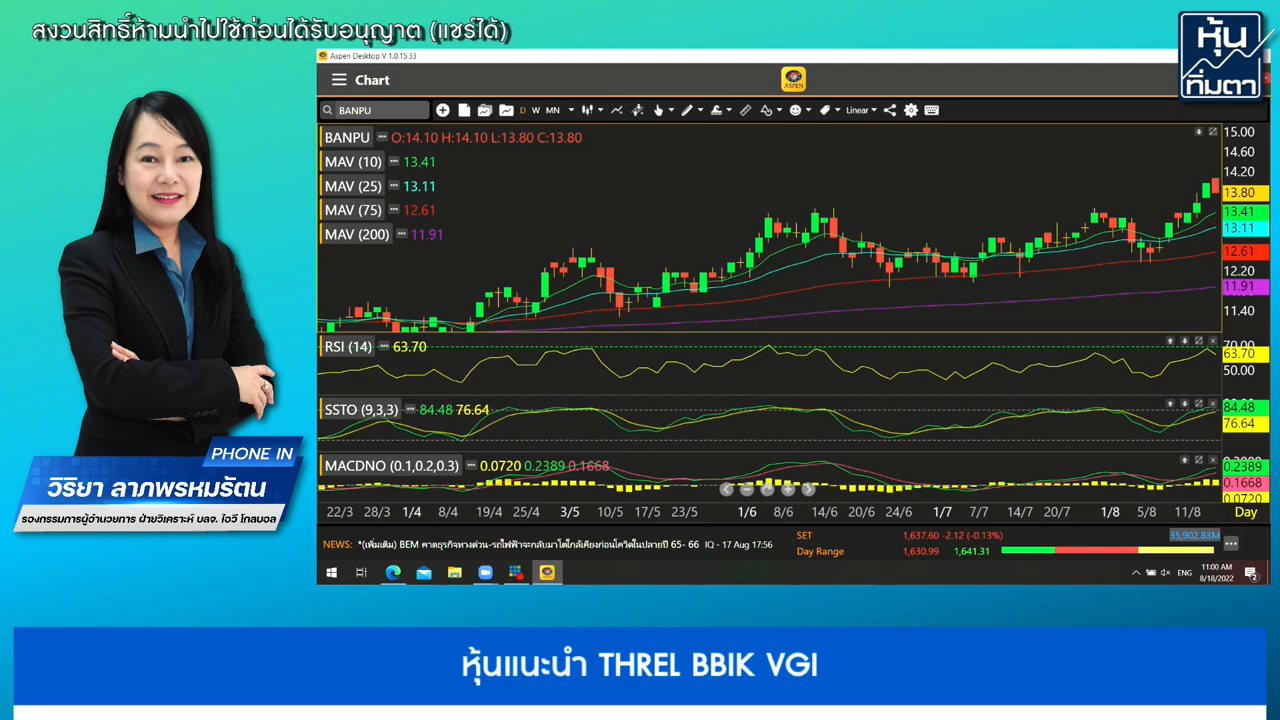 สงวนสิทธิ์ห้ามนำไปใช้ก่อนได้รับอนุญาต (แชร์ได้)
หุ้น
ทิ่มตา
Aspen Desktop V 1.0.15.33
Chart
ASPEN
BANPU
D W MN
Linear
BANPU O:14.10 H:14.10 L:13.80 C:13.80
MAV (10) 13.41
MAV (25) 13.11
MAV (75) 12.61
MAV (200) 11.91
15.00
14.60
14.20
13.80
13.41
13.11
12.61
12.20
11.91
11.40
RSI (14) 63.70
70.00
63.70
50.00
SSTO (9,3,3) 84.48 76.64
84.48
76.64
MACDNO (0.1,0.2,0.3) 0.0720 0.2389 0.1668
0.2389
0.1668
0.0720
22/3 28/3 1/4 8/4 19/4 25/4 3/5 10/5 17/5 23/5 1/6 8/6 14/6 20/6 24/6 1/7 7/7 14/7 20/7 1/8 5/8 11/8 Day
NEWS: *(เพิ่มเติม) BEM คาดธุรกิจทางด่วน-รถไฟฟ้าจะกลับมาโตใกล้เคียงก่อนโควิดในปลายปี 65- 66 IQ - 17 Aug 17:56
SET 1,637.60 -2.12 (-0.13%) 35,902.83M
Day Range 1,630.99 1,641.31
ENG
11:00 AM
8/18/2022
2
PHONE IN
วิริยา ลาภพรหมรัตน
รองกรรมการผู้อำนวยการ ฝ่ายวิเคราะห์ บลจ. ไอวี โกลบอล
หุ้นแนะนำ THREL BBIK VGI